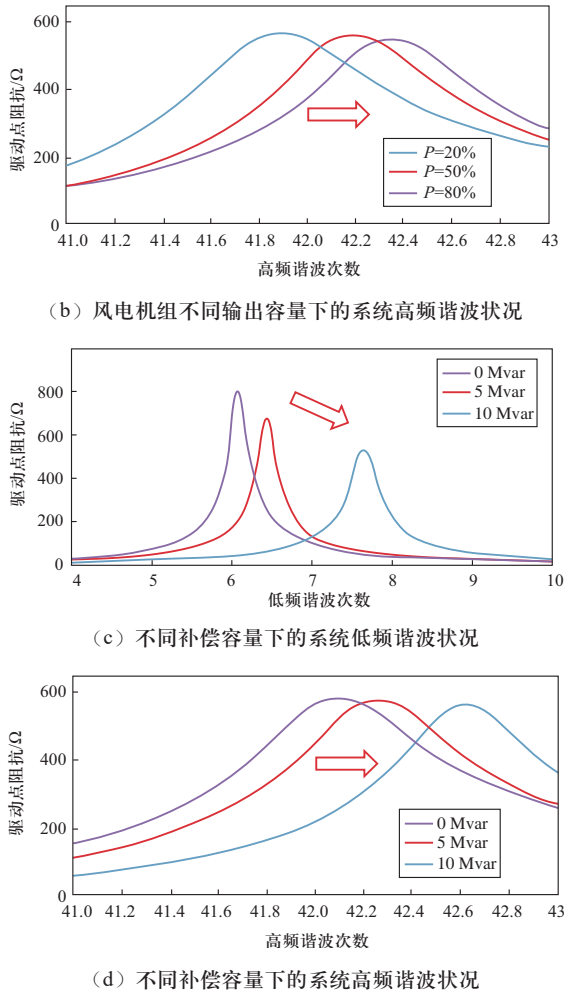 600
400
200
0
驱动点阻抗/Ω
P=20%
P=50%
P=80%
41.0 41.2 41.4 41.6 41.8 42.0 42.2 42.4 42.6 42.8 43
高频谐波次数
（b）风电机组不同输出容量下的系统高频谐波状况
800
600
400
200
0
驱动点阻抗/Ω
0 Mvar
5 Mvar
10 Mvar
4 5 6 7 8 9 10
低频谐波次数
（c）不同补偿容量下的系统低频谐波状况
600
400
200
0
驱动点阻抗/Ω
0 Mvar
5 Mvar
10 Mvar
41.0 41.2 41.4 41.6 41.8 42.0 42.2 42.4 42.6 42.8 43
高频谐波次数
（d）不同补偿容量下的系统高频谐波状况